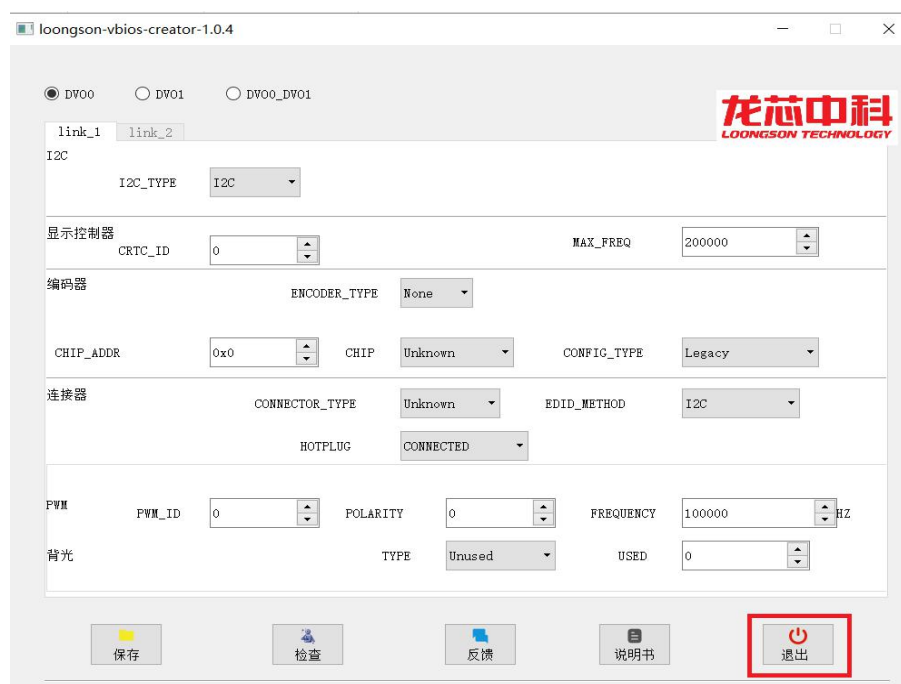 loongson-vbios-creator-1.0.4
DVO0 DVO1 DVO0_DVO1
龙芯中科
LOONGSON TECHNOLOGY
link_1 link_2
I2C
I2C_TYPE I2C
显示控制器
CRTC_ID 0 MAX_FREQ 200000
编码器
ENCODER_TYPE None
CHIP_ADDR 0x0 CHIP Unknown CONFIG_TYPE Legacy
连接器
CONNECTOR_TYPE Unknown EDID_METHOD I2C
HOTPLUG CONNECTED
PWM
PWM_ID 0 POLARITY 0 FREQUENCY 100000 HZ
背光 TYPE Unused USED 0
保存 检查 反馈 说明书 退出